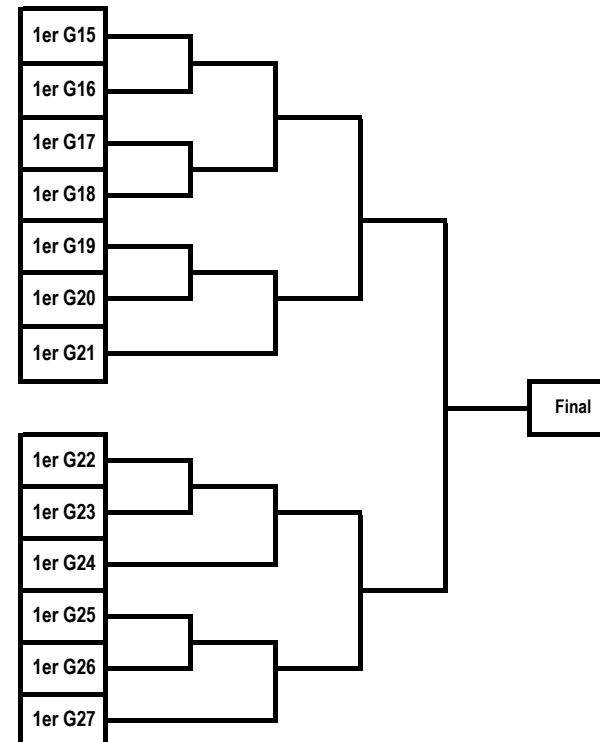 1er G15
1er G16
1er G17
1er G18
1er G19
1er G20
1er G21
Final
1er G22
1er G23
1er G24
1er G25
1er G26
1er G27